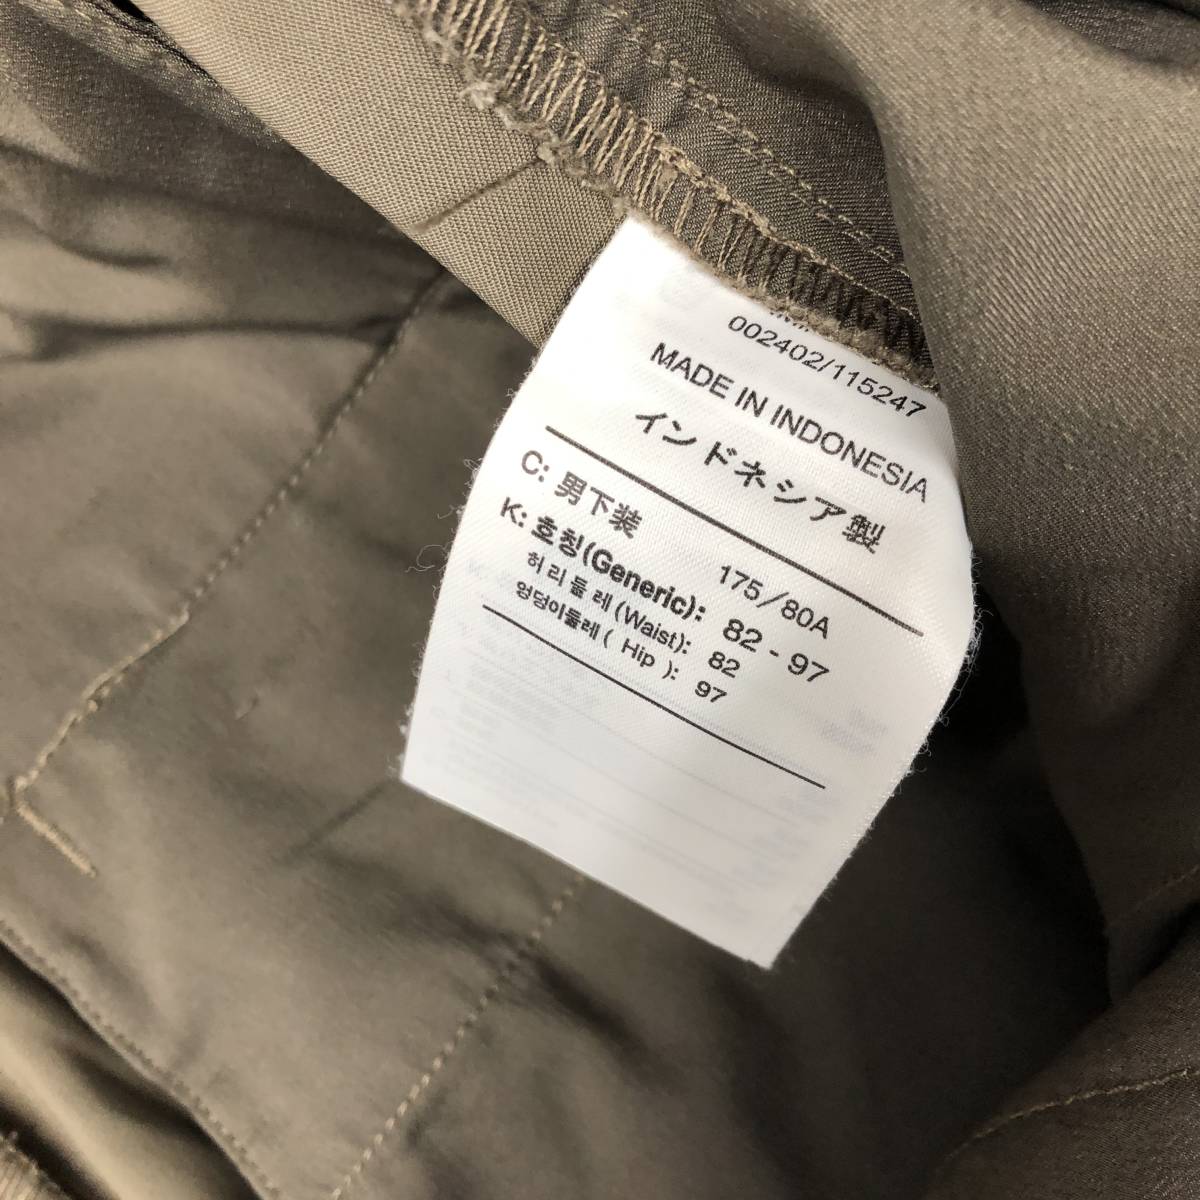 002402/115247
MADE IN INDONESIA
インドネシア製
C: 男下装 175/80A
K: 호칭(Generic): 82 - 97
허리둘레(Waist): 82
엉덩이둘레( Hip ): 97